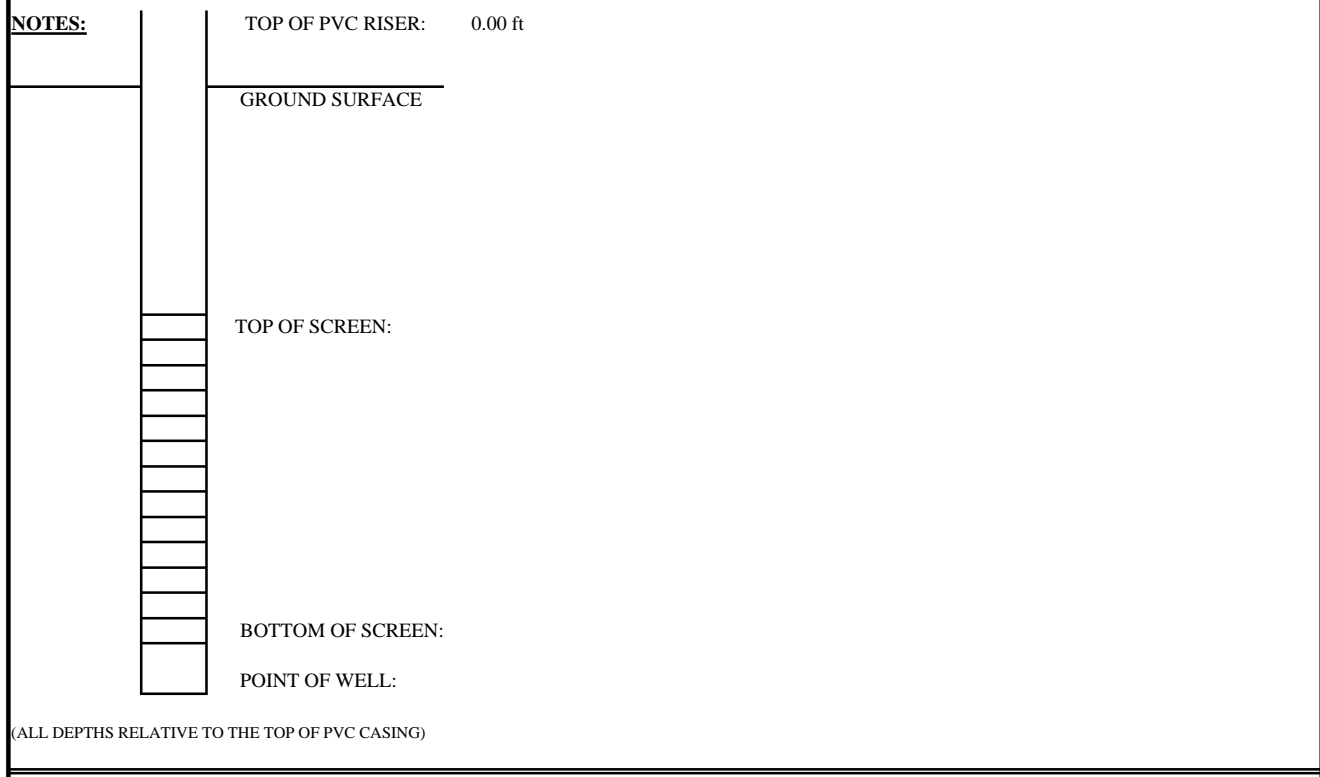 NOTES: TOP OF PVC RISER: 0.00 ft
GROUND SURFACE
TOP OF SCREEN:
BOTTOM OF SCREEN:
POINT OF WELL:
(ALL DEPTHS RELATIVE TO THE TOP OF PVC CASING)